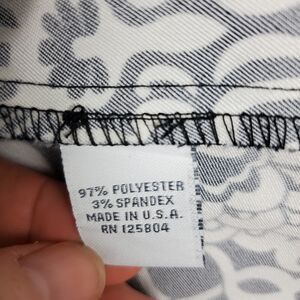 97% POLYESTER
3% SPANDEX
MADE IN U.S.A.
RN 125804